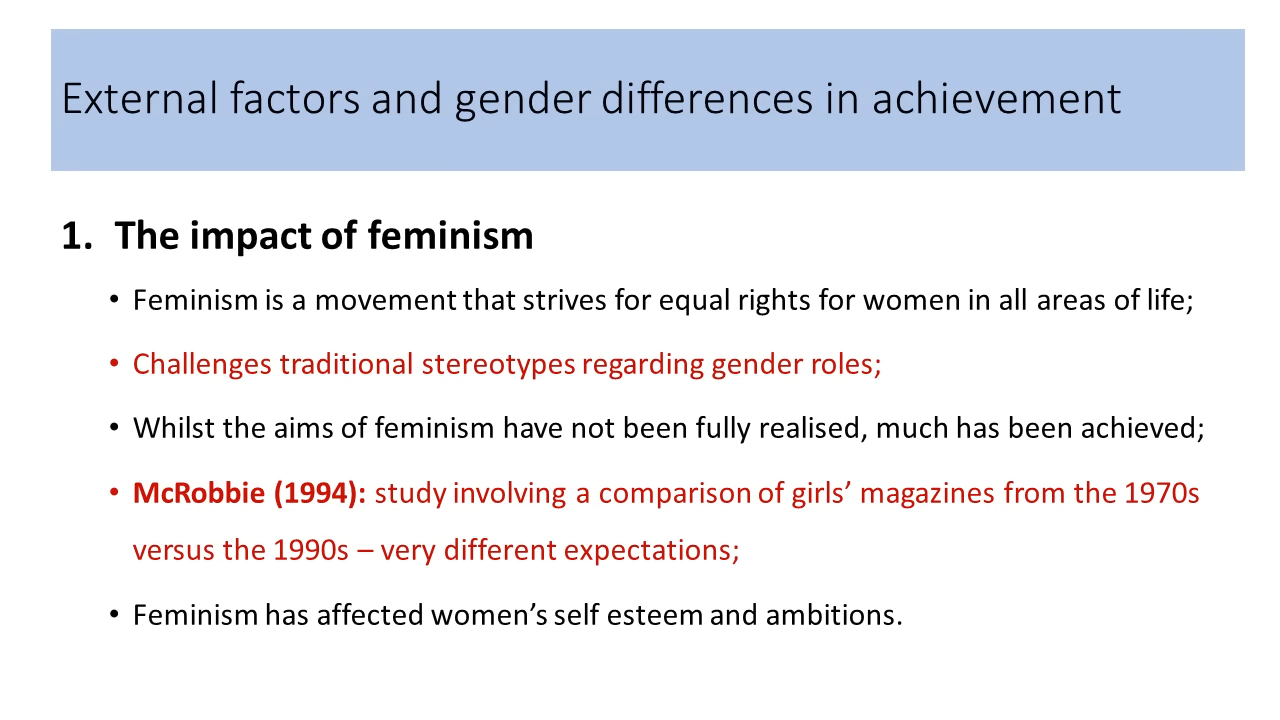 External factors and gender differences in achievement
1. The impact of feminism
• Feminism is a movement that strives for equal rights for women in all areas of life;
• Challenges traditional stereotypes regarding gender roles;
• Whilst the aims of feminism have not been fully realised, much has been achieved;
• McRobbie (1994): study involving a comparison of girls’ magazines from the 1970s
versus the 1990s – very different expectations;
• Feminism has affected women’s self esteem and ambitions.